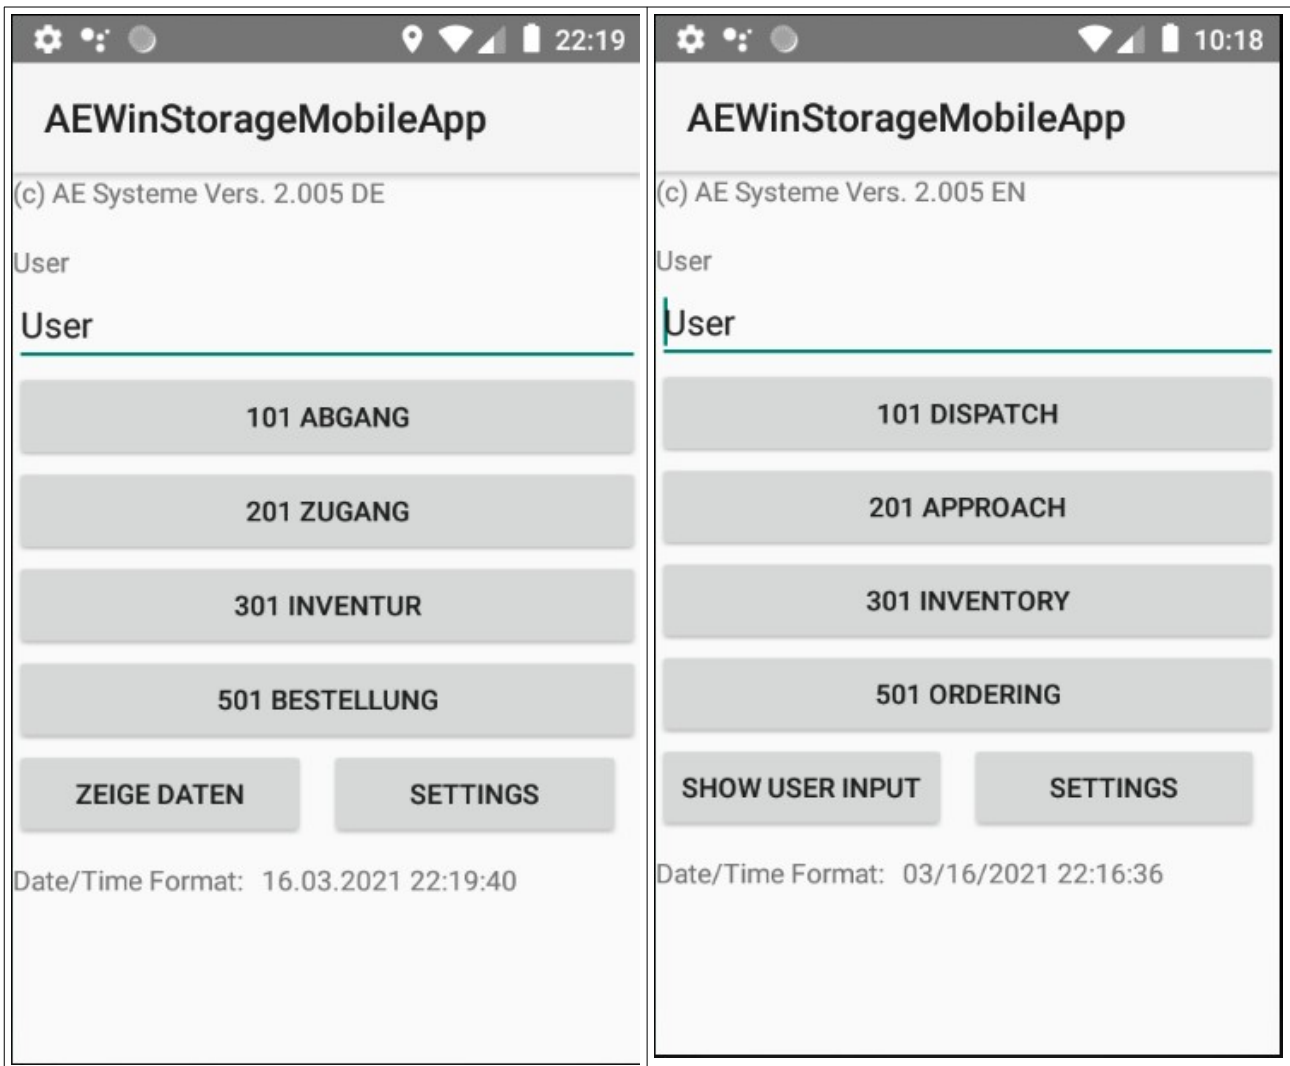 22:19
AEWinStorageMobileApp
(c) AE Systeme Vers. 2.005 DE
User
User
101 ABGANG
201 ZUGANG
301 INVENTUR
501 BESTELLUNG
ZEIGE DATEN SETTINGS
Date/Time Format: 16.03.2021 22:19:40
10:18
AEWinStorageMobileApp
(c) AE Systeme Vers. 2.005 EN
User
User
101 DISPATCH
201 APPROACH
301 INVENTORY
501 ORDERING
SHOW USER INPUT SETTINGS
Date/Time Format: 03/16/2021 22:16:36